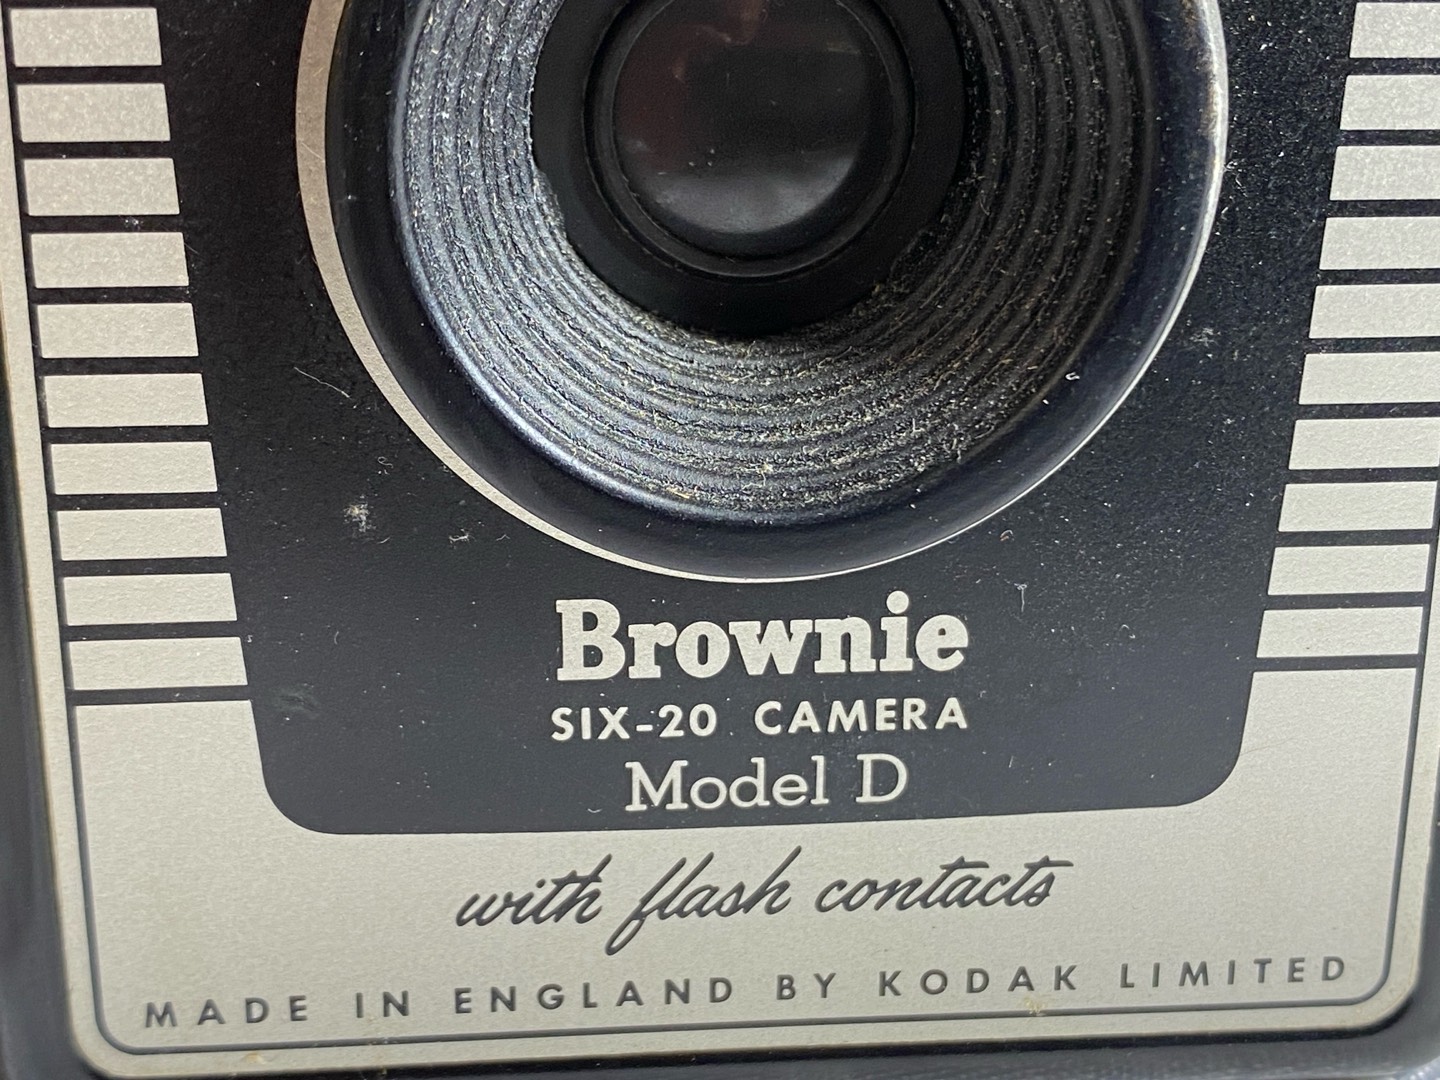 Brownie
SIX-20 CAMERA
Model D
with flash contacts
MADE IN ENGLAND BY KODAK LIMITED